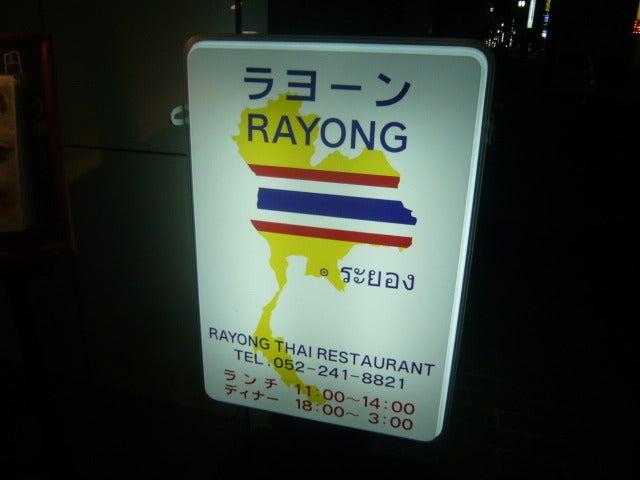 ラヨーン
RAYONG
ระยอง
RAYONG THAI RESTAURANT
TEL.052-241-8821
ランチ 11:00～14:00
ディナー 18:00～3:00